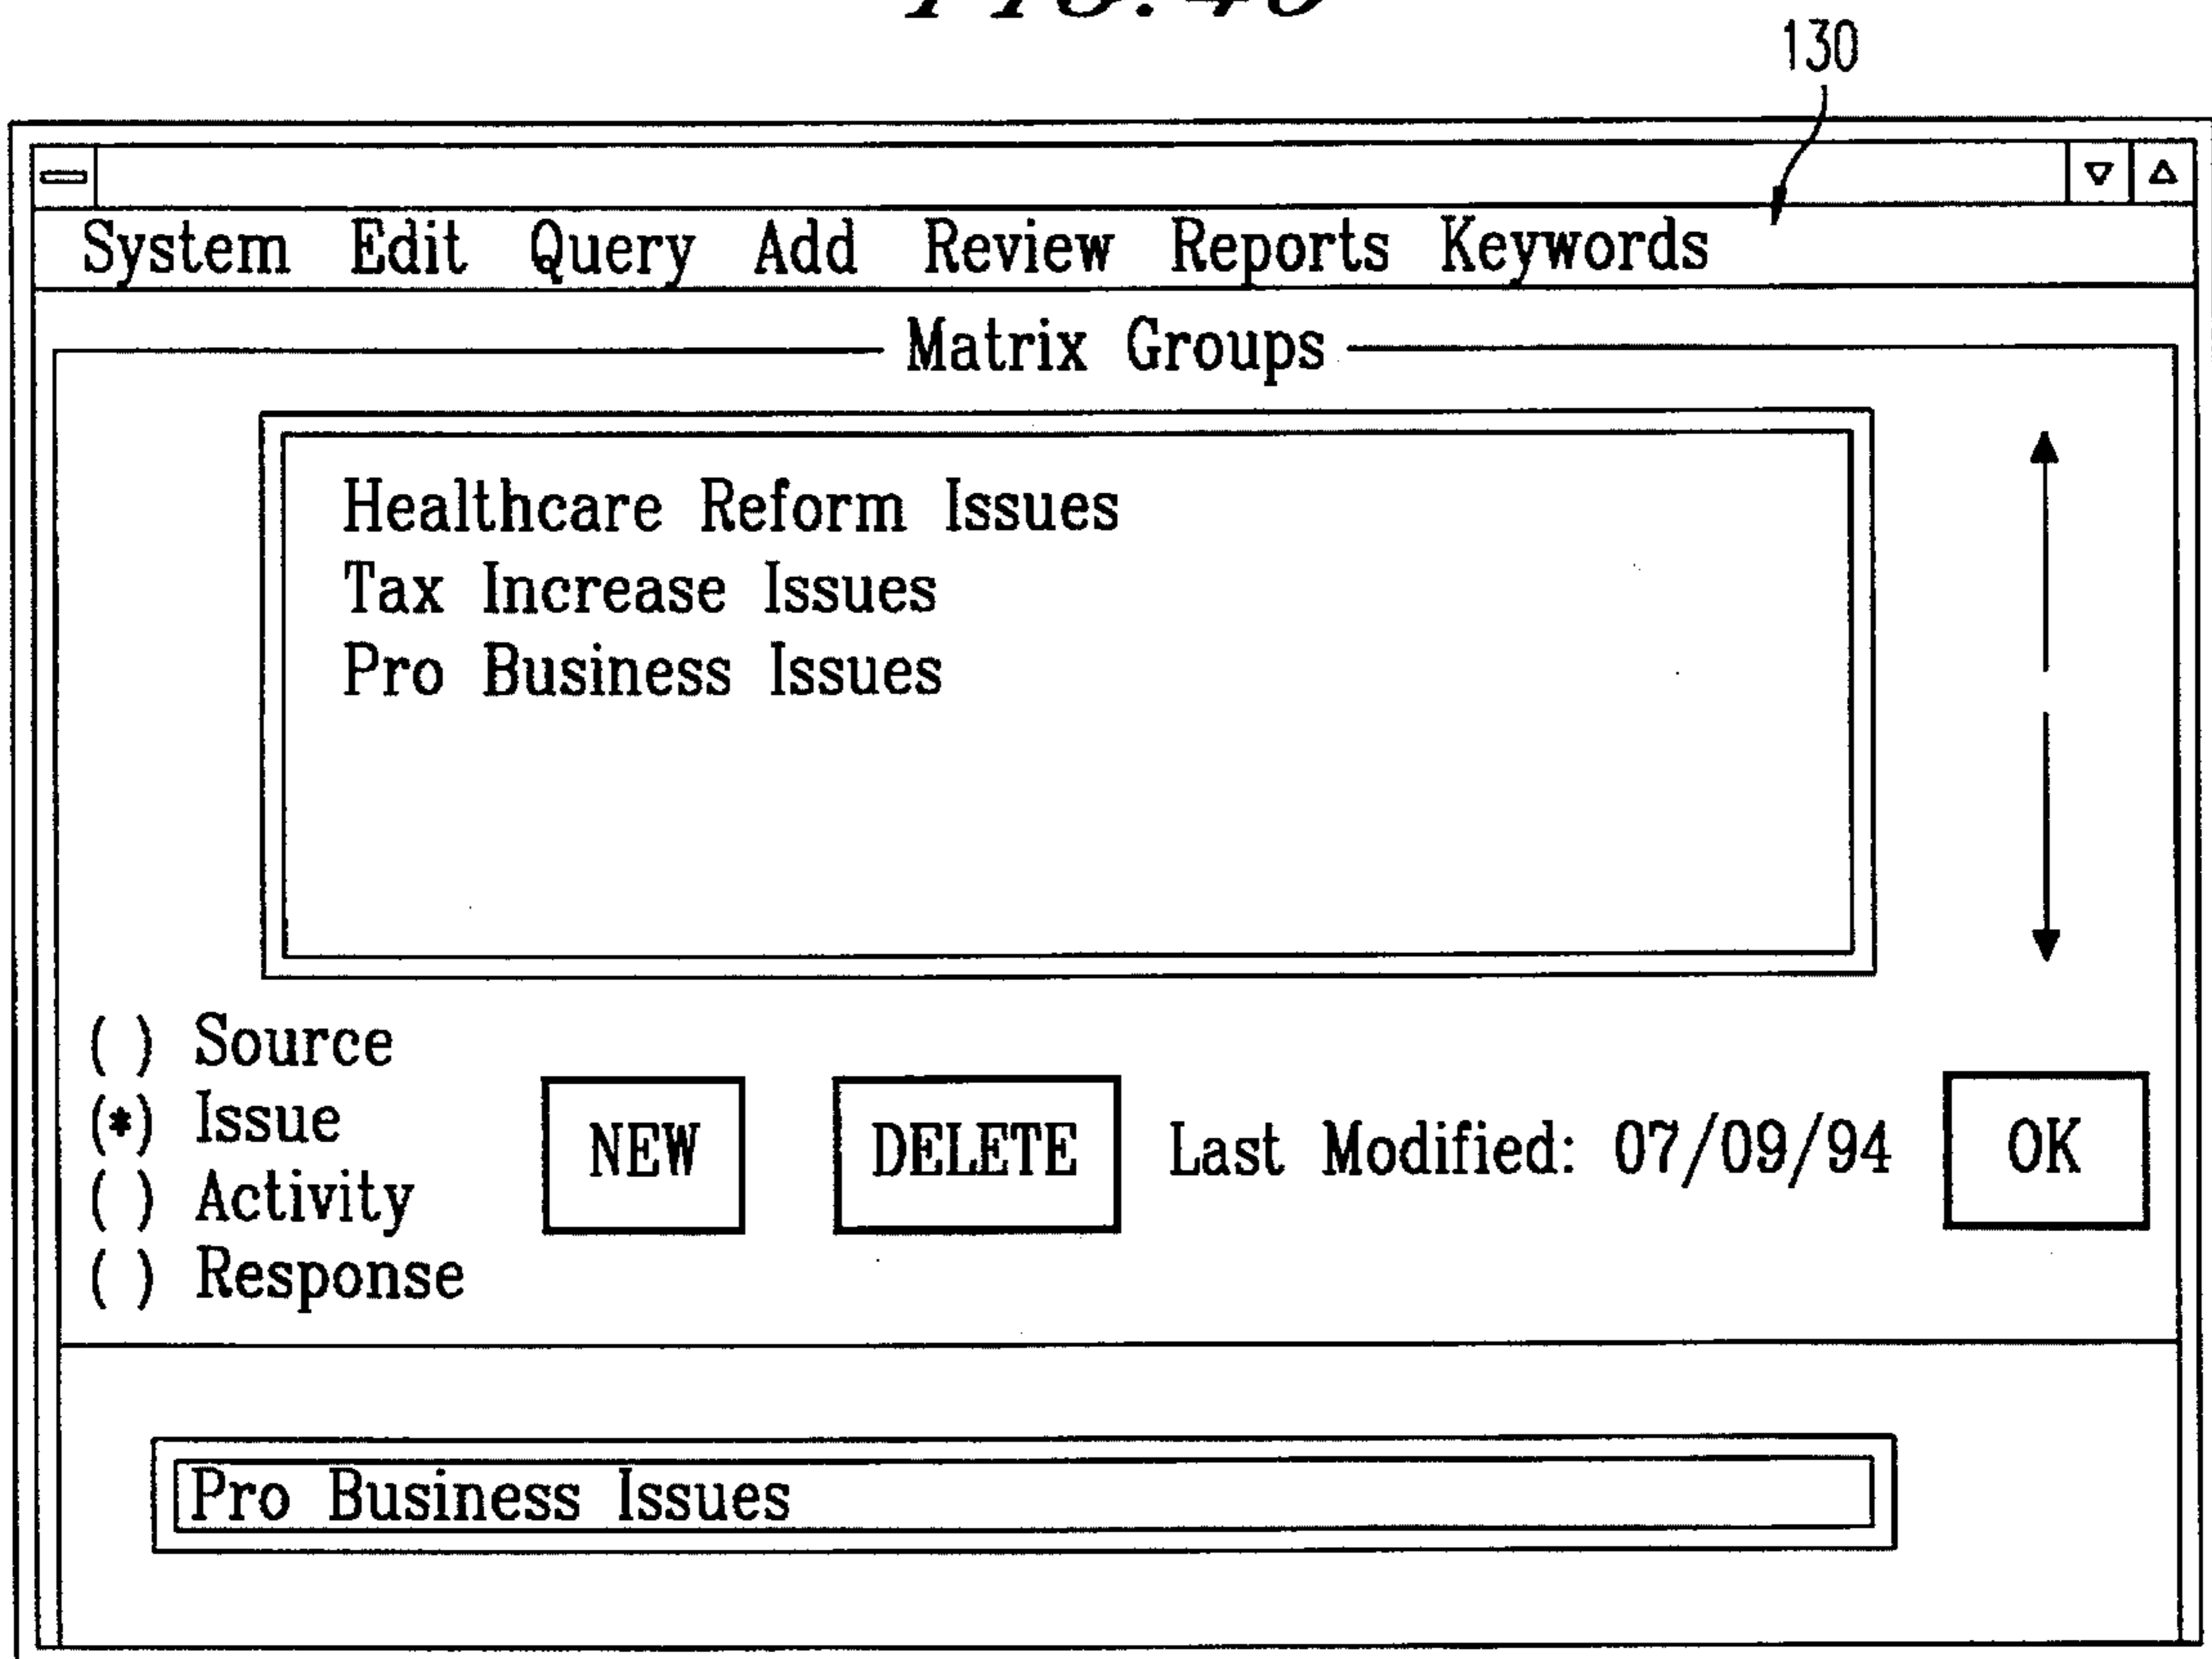 130
System Edit Query Add Review Reports Keywords
Matrix Groups
Healthcare Reform Issues
Tax Increase Issues
Pro Business Issues
( ) Source
(*) Issue
( ) Activity
( ) Response
NEW DELETE Last Modified: 07/09/94 OK
Pro Business Issues